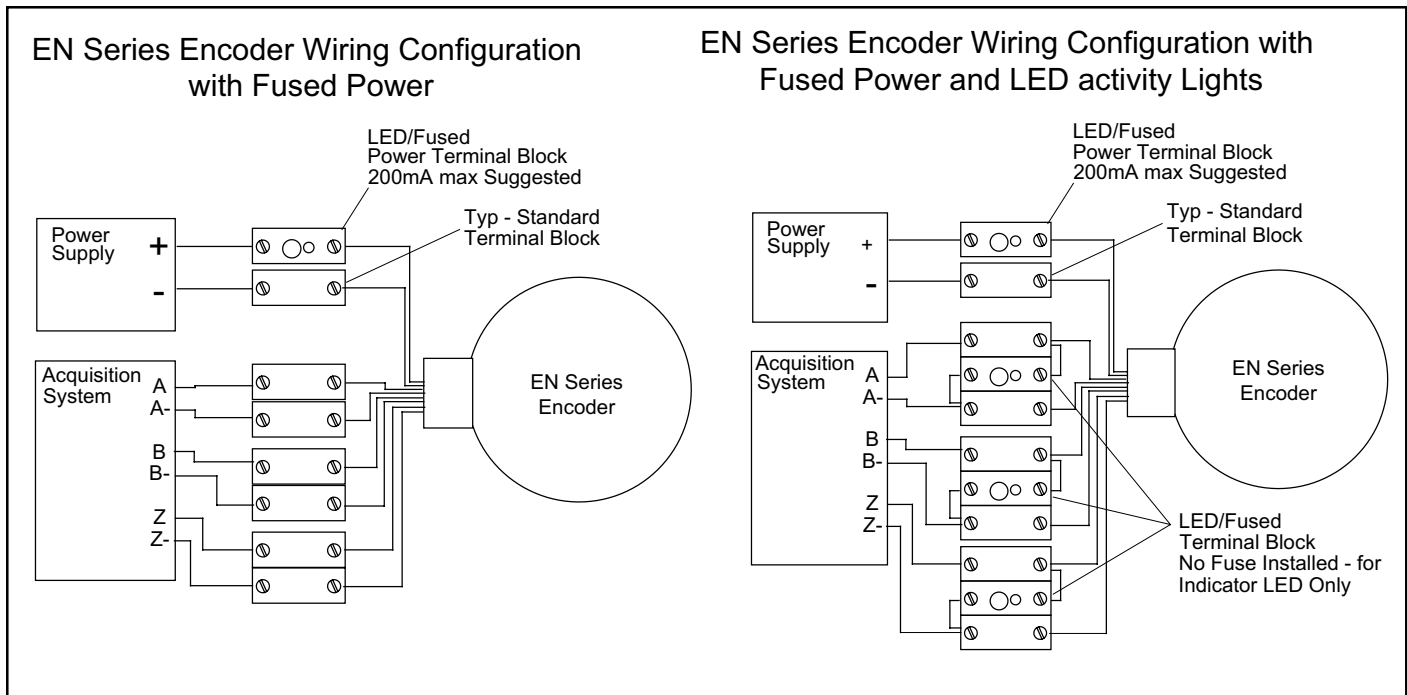 EN Series Encoder Wiring Configuration
with Fused Power
LED/Fused
Power Terminal Block
200mA max Suggested
Typ - Standard
Terminal Block
Power
Supply
+
-
Acquisition
System
A
A-
B
B-
Z
Z-
EN Series
Encoder
EN Series Encoder Wiring Configuration with
Fused Power and LED activity Lights
LED/Fused
Power Terminal Block
200mA max Suggested
Typ - Standard
Terminal Block
Power
Supply
+
-
Acquisition
System
A
A-
B
B-
Z
Z-
EN Series
Encoder
LED/Fused
Terminal Block
No Fuse Installed - for
Indicator LED Only